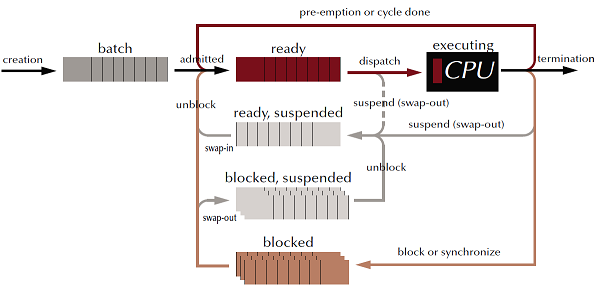 pre-emption or cycle done
batch
ready
executing
creation
admitted
dispatch
termination
CPU
unblock
suspend (swap-out)
ready, suspended
suspend (swap-out)
swap-in
unblock
blocked, suspended
swap-out
blocked
block or synchronize